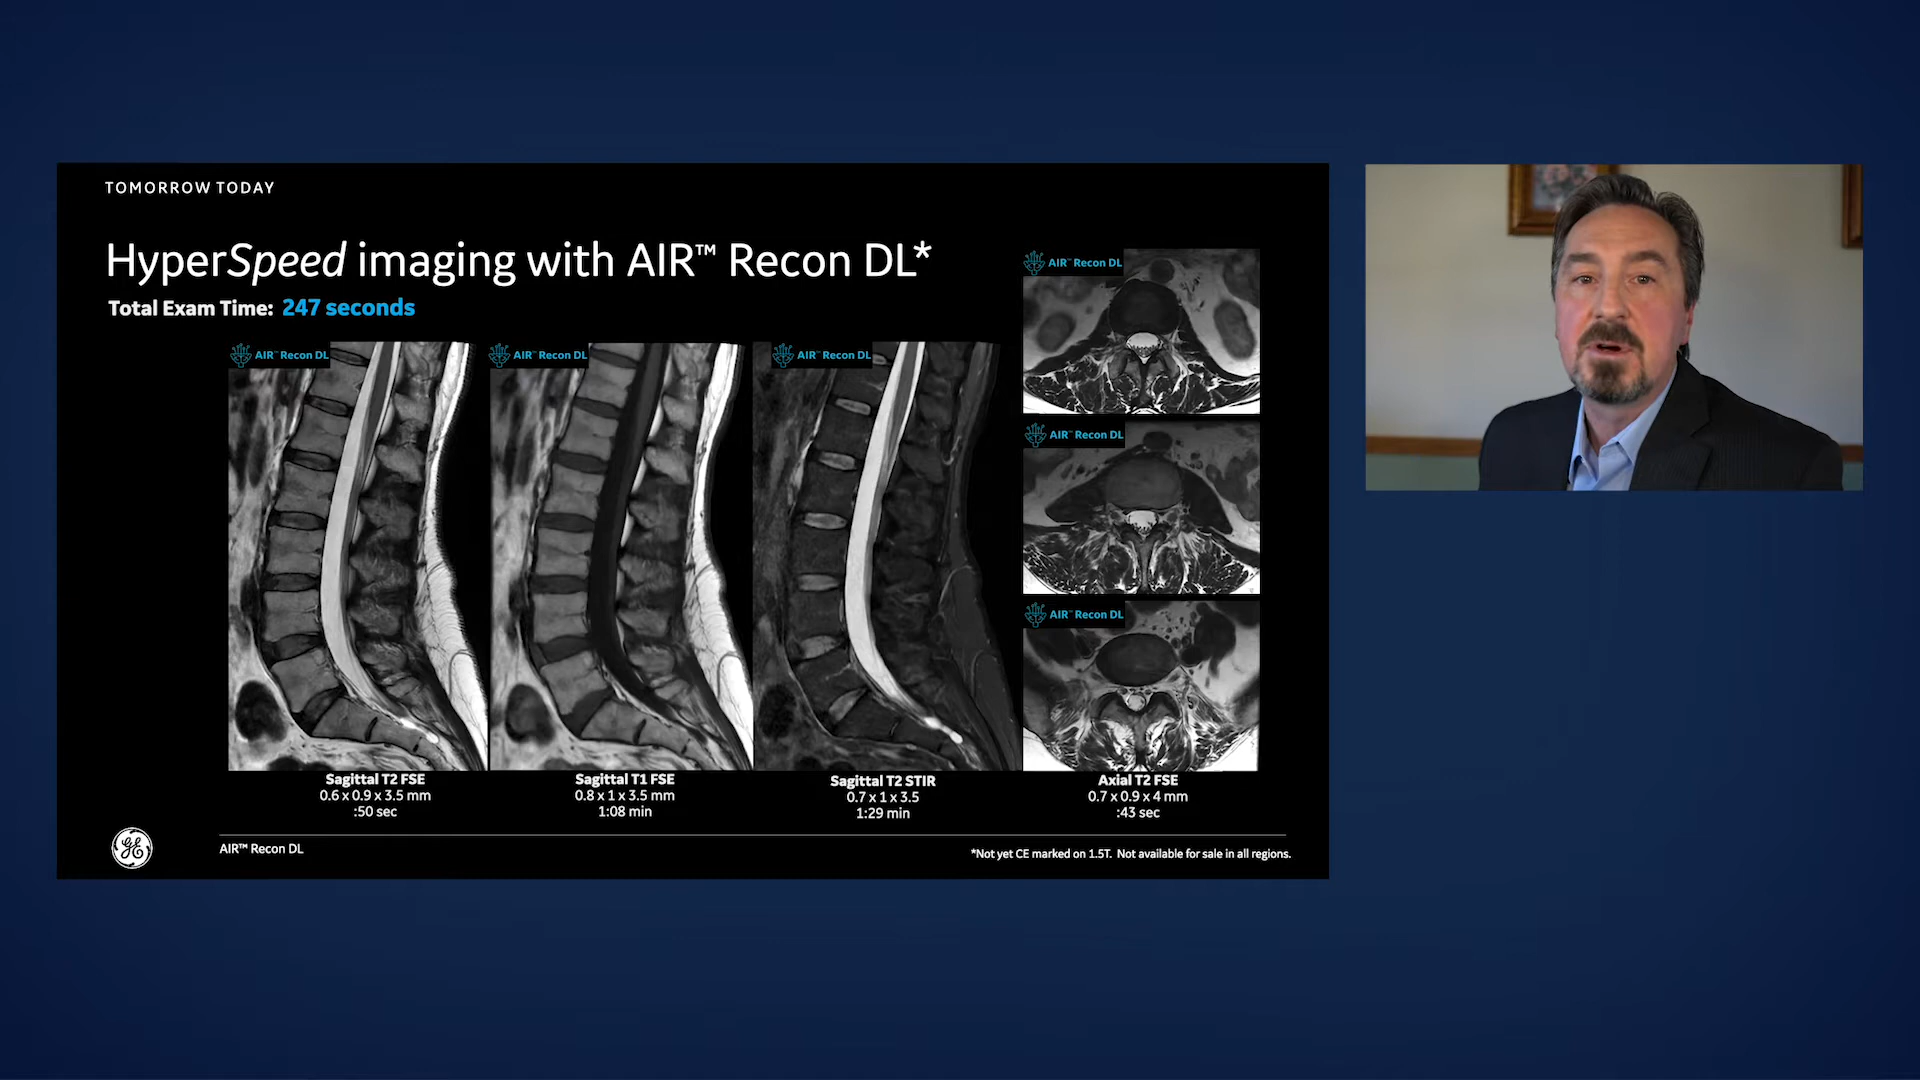 TOMORROW TODAY
HyperSpeed imaging with AIR™ Recon DL*
Total Exam Time: 247 seconds
AIR™ Recon DL
AIR™ Recon DL
AIR™ Recon DL
AIR™ Recon DL
AIR™ Recon DL
AIR™ Recon DL
Sagittal T2 FSE
0.6 x 0.9 x 3.5 mm
:50 sec
Sagittal T1 FSE
0.8 x 1 x 3.5 mm
1:08 min
Sagittal T2 STIR
0.7 x 1 x 3.5
1:29 min
Axial T2 FSE
0.7 x 0.9 x 4 mm
:43 sec
GE
AIR™ Recon DL
*Not yet CE marked on 1.5T. Not available for sale in all regions.